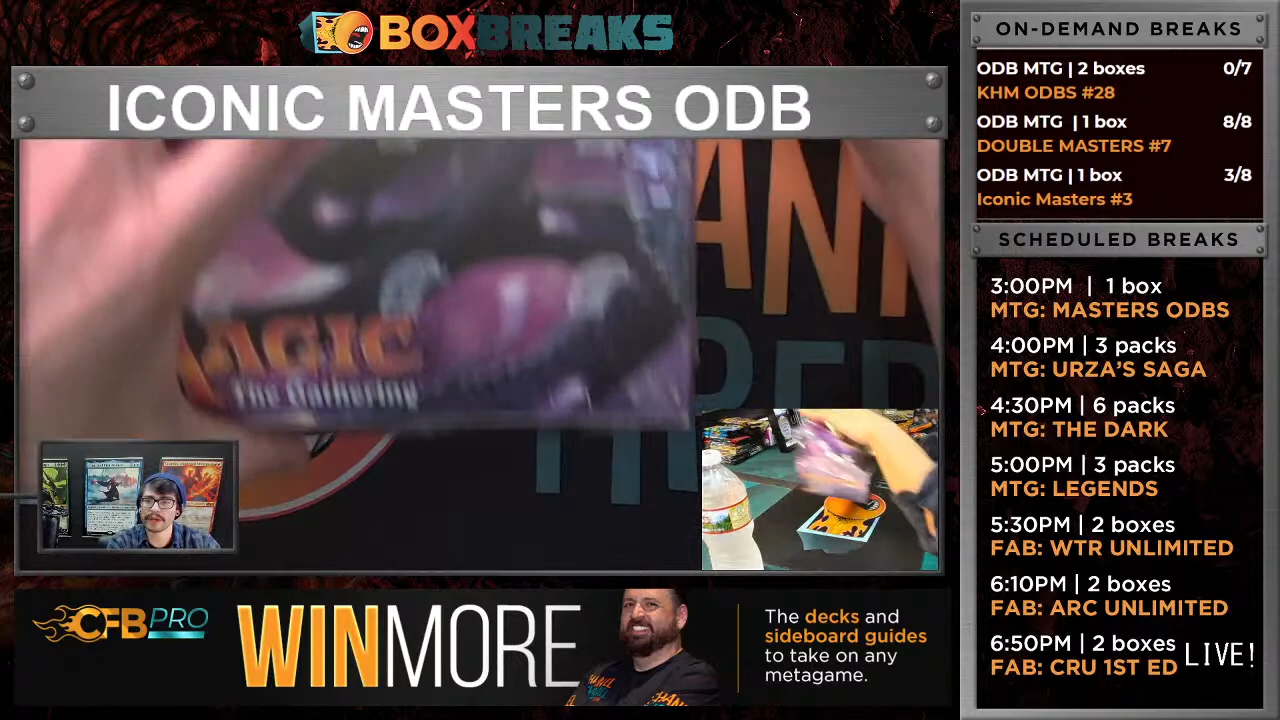 BOXBREAKS
ICONIC MASTERS ODB
MAGIC
The Gathering
CFB PRO
WINMORE
The decks and
sideboard guides
to take on any
metagame.
ON-DEMAND BREAKS
ODB MTG | 2 boxes 0/7
KHM ODBS #28
ODB MTG | 1 box 8/8
DOUBLE MASTERS #7
ODB MTG | 1 box 3/8
Iconic Masters #3
SCHEDULED BREAKS
3:00PM | 1 box
MTG: MASTERS ODBS
4:00PM | 3 packs
MTG: URZA'S SAGA
4:30PM | 6 packs
MTG: THE DARK
5:00PM | 3 packs
MTG: LEGENDS
5:30PM | 2 boxes
FAB: WTR UNLIMITED
6:10PM | 2 boxes
FAB: ARC UNLIMITED
6:50PM | 2 boxes
FAB: CRU 1ST ED
LIVE!